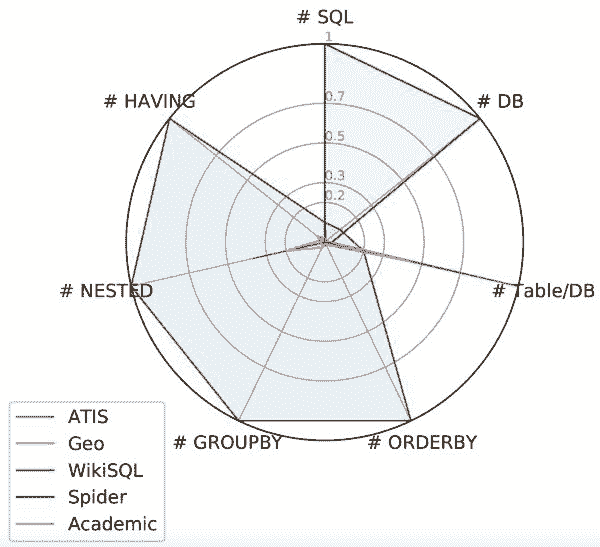 # SQL
1
# HAVING
# DB
0.7
0.5
0.3
0.2
# NESTED
# Table/DB
# GROUPBY
# ORDERBY
ATIS
Geo
WikiSQL
Spider
Academic